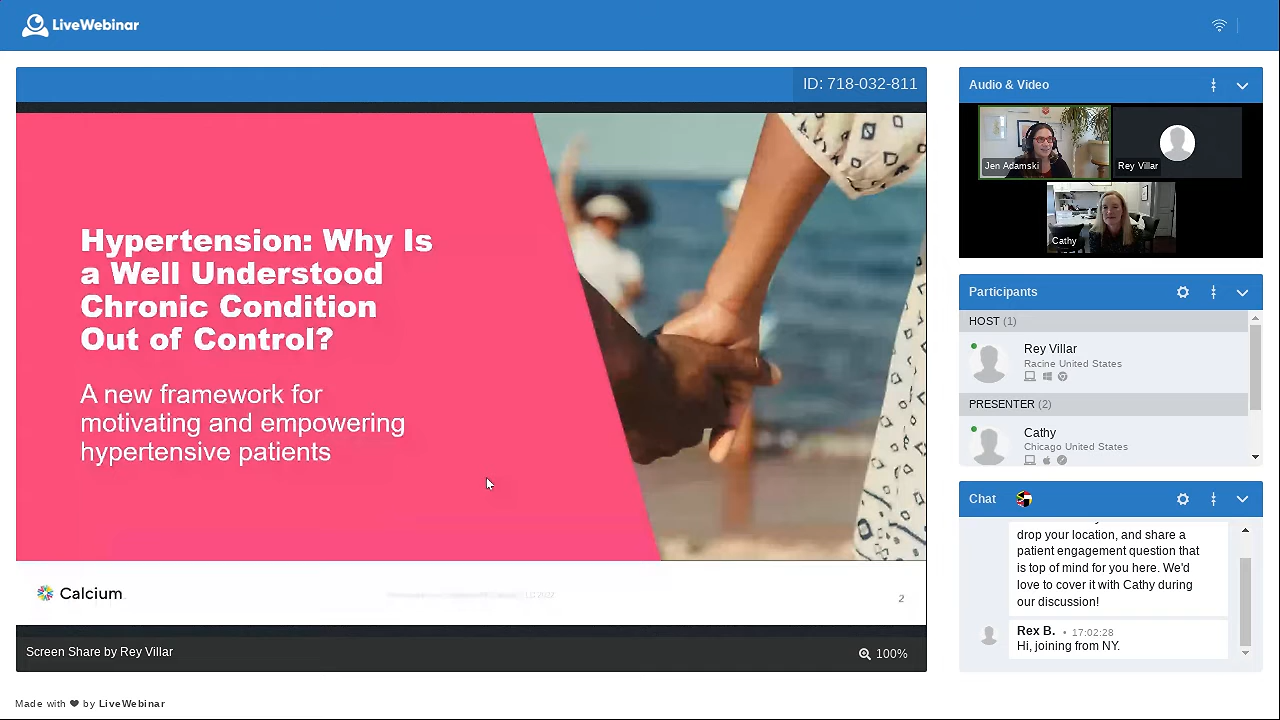 LiveWebinar
ID: 718-032-811
Hypertension: Why Is
a Well Understood
Chronic Condition
Out of Control?
A new framework for
motivating and empowering
hypertensive patients
Calcium
2
Screen Share by Rey Villar
100%
Made with ❤ by LiveWebinar
Audio & Video
Jen Adamski
Rey Villar
Cathy
Participants
HOST (1)
Rey Villar
Racine United States
PRESENTER (2)
Cathy
Chicago United States
Chat
drop your location, and share a
patient engagement question that
is top of mind for you here. We'd
love to cover it with Cathy during
our discussion!
Rex B. • 17:02:28
Hi, joining from NY.